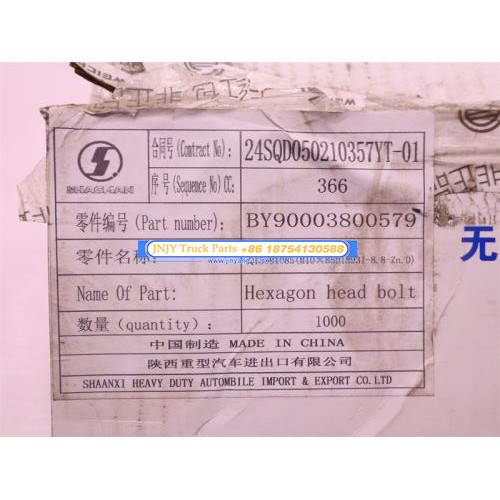 SHACMAN
合同号(Contract No): 24SQD050210357YT-01
序号(Sequence No)CC: 366
零件编号(Part number): BY90003800579
零件名称:
JNJY Truck Parts +86 18754130588
Name Of Part: Hexagon head bolt
数量(quantity): 1000
中国制造 MADE IN CHINA
陕西重型汽车进出口有限公司
SHAANXI HEAVY DUTY AUTOMBILE IMPORT & EXPORT CO.LTD
无